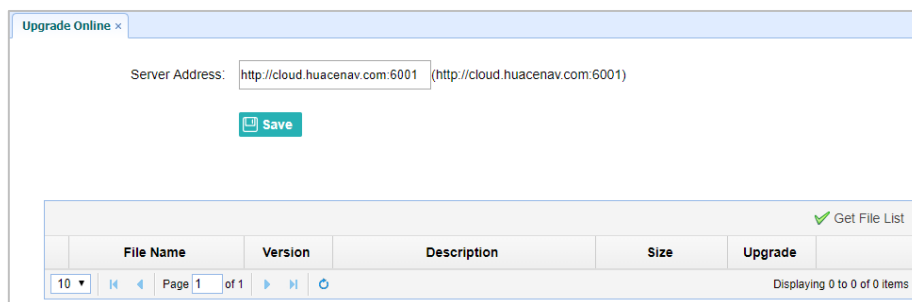 Upgrade Online ×
Server Address: http://cloud.huacenav.com:6001 (http://cloud.huacenav.com:6001)
Save
Get File List
File Name Version Description Size Upgrade
10 Page 1 of 1 Displaying 0 to 0 of 0 items